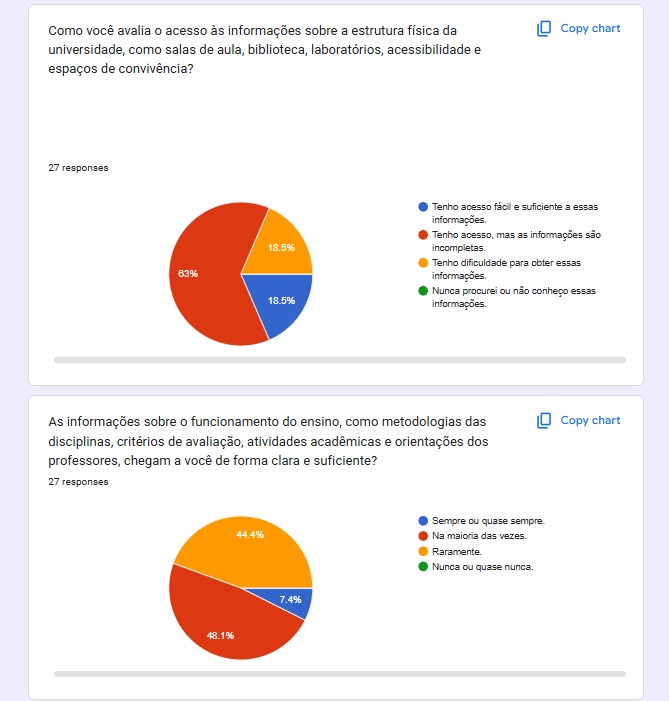 Como você avalia o acesso às informações sobre a estrutura física da
universidade, como salas de aula, biblioteca, laboratórios, acessibilidade e
espaços de convivência?
Copy chart
27 responses
18.5%
63%
18.5%
Tenho acesso fácil e suficiente a essas
informações.
Tenho acesso, mas as informações são
incompletas.
Tenho dificuldade para obter essas
informações.
Nunca procurei ou não conheço essas
informações.
As informações sobre o funcionamento do ensino, como metodologias das
disciplinas, critérios de avaliação, atividades acadêmicas e orientações dos
professores, chegam a você de forma clara e suficiente?
Copy chart
27 responses
44.4%
7.4%
48.1%
Sempre ou quase sempre.
Na maioria das vezes.
Raramente.
Nunca ou quase nunca.